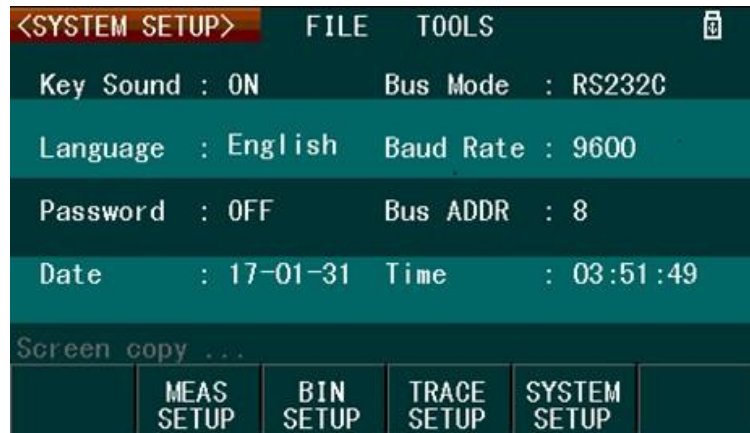 <SYSTEM SETUP> FILE TOOLS
Key Sound : ON Bus Mode : RS232C
Language : English Baud Rate : 9600
Password : OFF Bus ADDR : 8
Date : 17-01-31 Time : 03:51:49
Screen copy ...
MEAS SETUP BIN SETUP TRACE SETUP SYSTEM SETUP